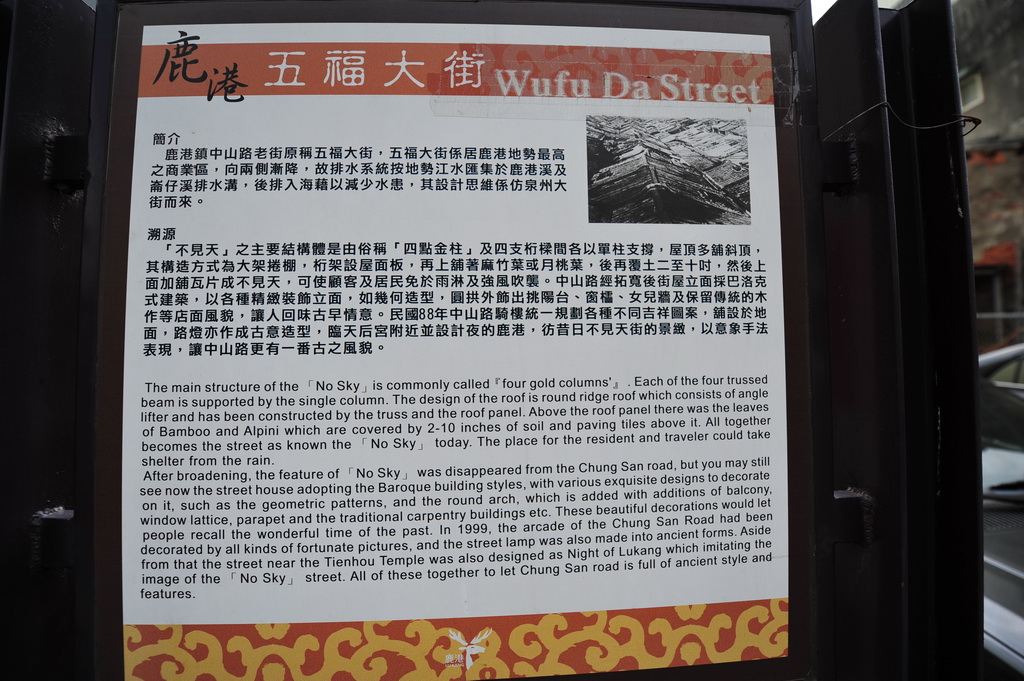 鹿港 五福大街 Wufu Da Street
簡介
鹿港鎮中山路老街原稱五福大街，五福大街係居鹿港地勢最高
之商業區，向兩側漸降，故排水系統按地勢江水匯集於鹿港溪及
崙仔溪排水溝，後排入海藉以減少水患，其設計思維係仿泉州大
街而來。
溯源
「不見天」之主要結構體是由俗稱「四點金柱」及四支桁樑間各以單柱支撐，屋頂多舖斜頂，
其構造方式為大架捲棚，桁架設屋面板，再上舖著麻竹葉或月桃葉，後再覆土二至十吋，然後上
面加舖瓦片成不見天，可使顧客及居民免於雨淋及強風吹襲。中山路經拓寬後街屋立面採巴洛克
式建築，以各種精緻裝飾立面，如幾何造型，圓拱外飾出挑陽台、窗櫺、女兒牆及保留傳統的木
作等店面風貌，讓人回味古早情意。民國88年中山路騎樓統一規劃各種不同吉祥圖案，舖設於地
面，路燈亦作成古意造型，臨天后宮附近並設計夜的鹿港，彷昔日不見天街的景緻，以意象手法
表現，讓中山路更有一番古之風貌。
The main structure of the 「No Sky」is commonly called『four gold columns'』. Each of the four trussed
beam is supported by the single column. The design of the roof is round ridge roof which consists of angle
lifter and has been constructed by the truss and the roof panel. Above the roof panel there was the leaves
of Bamboo and Alpini which are covered by 2-10 inches of soil and paving tiles above it. All together
becomes the street as known the 「No Sky」 today. The place for the resident and traveler could take
shelter from the rain.
After broadening, the feature of 「No Sky」 was disappeared from the Chung San road, but you may still
see now the street house adopting the Baroque building styles, with various exquisite designs to decorate
on it, such as the geometric patterns, and the round arch, which is added with additions of balcony,
window lattice, parapet and the traditional carpentry buildings etc. These beautiful decorations would let
people recall the wonderful time of the past. In 1999, the arcade of the Chung San Road had been
decorated by all kinds of fortunate pictures, and the street lamp was also made into ancient forms. Aside
from that the street near the Tienhou Temple was also designed as Night of Lukang which imitating the
image of the 「No Sky」 street. All of these together to let Chung San road is full of ancient style and
features.
鹿港